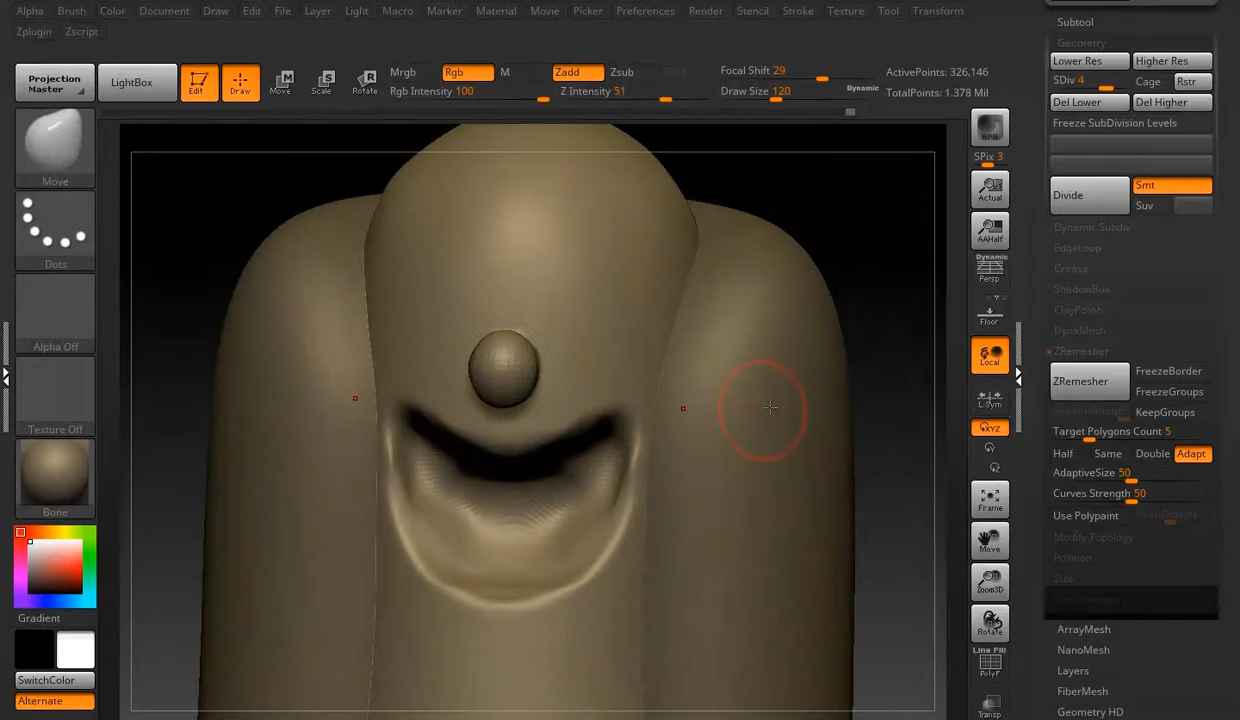 Alpha Brush Color Document Draw Edit File Layer Light Macro Marker Material Movie Picker Preferences Render Stencil Stroke Texture Tool Transform
Zplugin Zscript
Projection Master
LightBox
Edit
Draw
Move
Scale
Rotate
Mrgb Rgb M
Rgb Intensity 100
Zadd Zsub
Z Intensity 51
Focal Shift 29
Draw Size 120
Dynamic
ActivePoints: 326,146
TotalPoints: 1.378 Mil
Move
Dots
Alpha Off
Texture Off
Bone
Gradient
SwitchColor
Alternate
BPR
SPix 3
Actual
AAHalf
Dynamic
Persp
Floor
Local
L.Sym
XYZ
Frame
Move
Zoom3D
Rotate
Line Fill
PolyF
Transp
Subtool
Geometry
Lower Res Higher Res
SDiv 4 Cage Rstr
Del Lower Del Higher
Freeze SubDivision Levels
Divide
Smt
Suv
Dynamic Subdiv
EdgeLoop
Crease
ShadowBox
ClayPolish
DynaMesh
ZRemesher
ZRemesher
FreezeBorder
FreezeGroups
KeepGroups
Target Polygons Count 5
Half Same Double Adapt
AdaptiveSize 50
Curves Strength 50
Use Polypaint
Modify Topology
Position
Size
ArrayMesh
NanoMesh
Layers
FiberMesh
Geometry HD